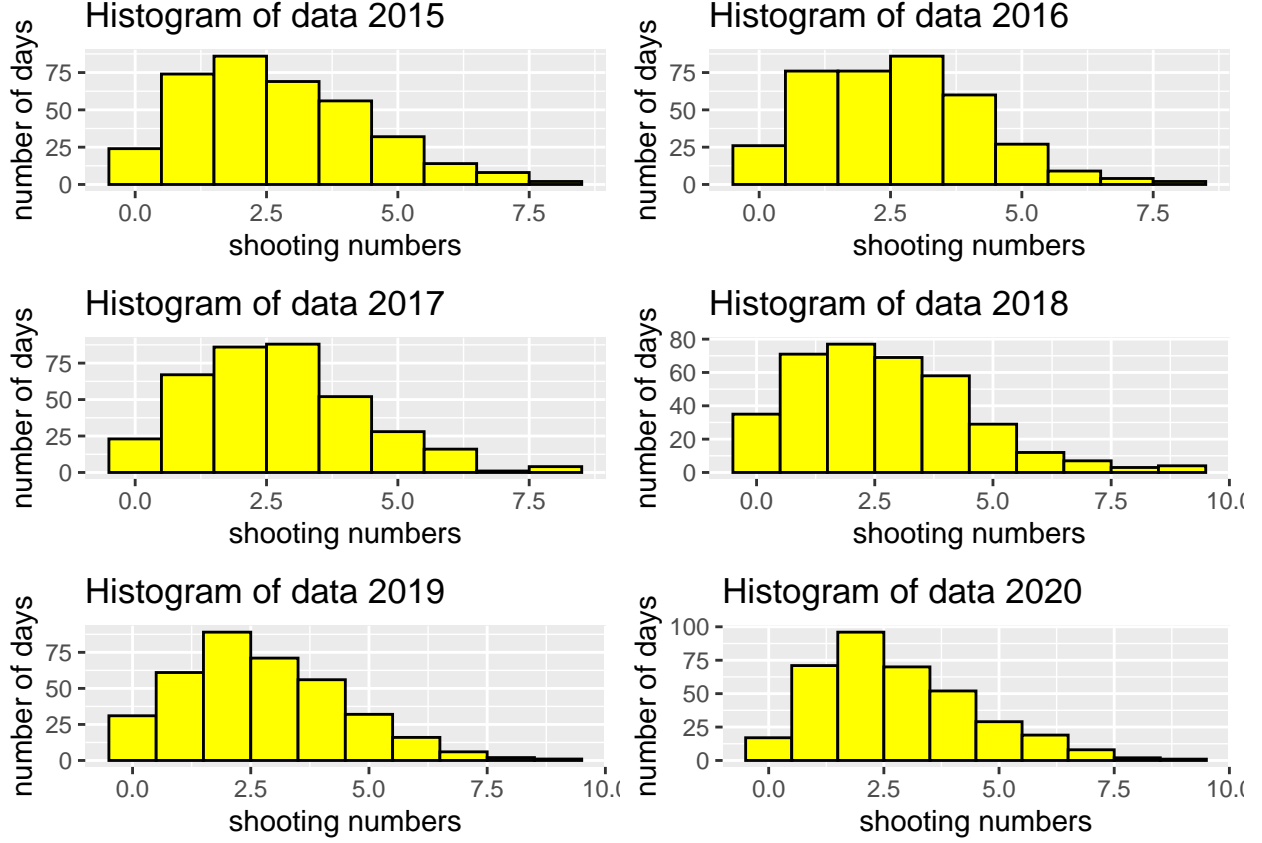 Histogram of data 2015
number of days
75
50
25
0
0.0 2.5 5.0 7.5
shooting numbers
Histogram of data 2016
number of days
75
50
25
0
0.0 2.5 5.0 7.5
shooting numbers
Histogram of data 2017
number of days
75
50
25
0
0.0 2.5 5.0 7.5
shooting numbers
Histogram of data 2018
number of days
80
60
40
20
0
0.0 2.5 5.0 7.5 10.0
shooting numbers
Histogram of data 2019
number of days
75
50
25
0
0.0 2.5 5.0 7.5 10.0
shooting numbers
Histogram of data 2020
number of days
100
75
50
25
0
0.0 2.5 5.0 7.5 10.0
shooting numbers